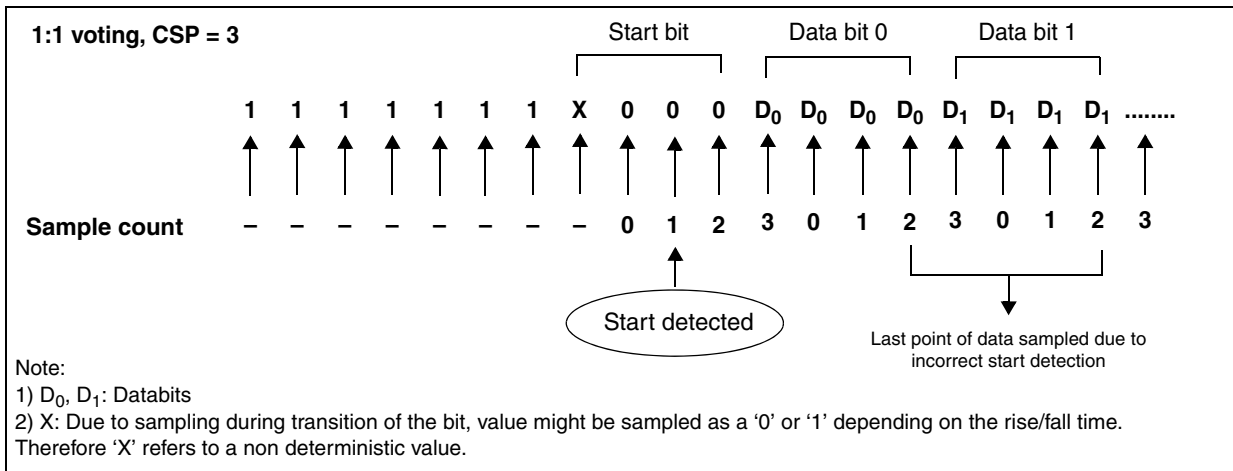 1:1 voting, CSP = 3
Start bit Data bit 0 Data bit 1
1 1 1 1 1 1 1 X 0 0 0 D0 D0 D0 D0 D1 D1 D1 D1 ........
Sample count – – – – – – – – 0 1 2 3 0 1 2 3 0 1 2 3
Start detected
Last point of data sampled due to
incorrect start detection
Note:
1) D0, D1: Databits
2) X: Due to sampling during transition of the bit, value might be sampled as a ‘0’ or ‘1’ depending on the rise/fall time.
Therefore ‘X’ refers to a non deterministic value.